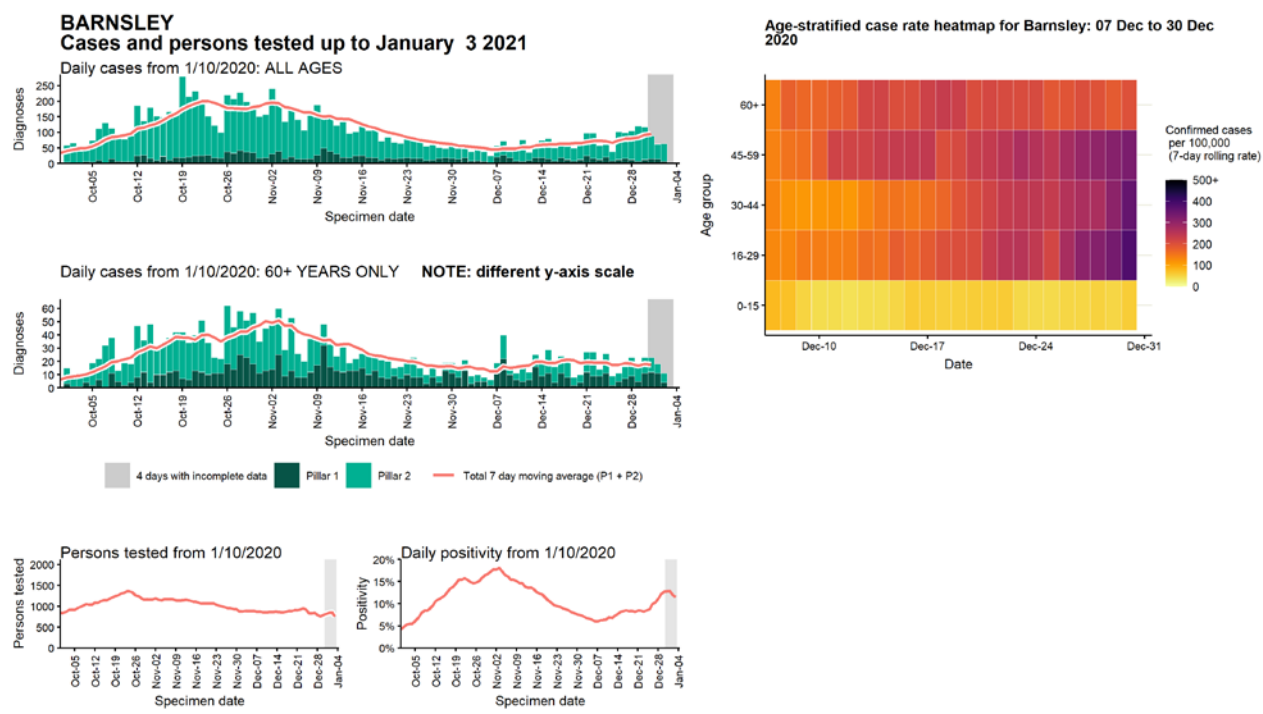 BARNSLEY
Cases and persons tested up to January 3 2021
Daily cases from 1/10/2020: ALL AGES
Diagnoses
250
200
150
100
50
0
Oct-05 Oct-12 Oct-19 Oct-26 Nov-02 Nov-09 Nov-16 Nov-23 Nov-30 Dec-07 Dec-14 Dec-21 Dec-28 Jan-04
Specimen date
Daily cases from 1/10/2020: 60+ YEARS ONLY NOTE: different y-axis scale
Diagnoses
60
50
40
30
20
10
0
Oct-05 Oct-12 Oct-19 Oct-26 Nov-02 Nov-09 Nov-16 Nov-23 Nov-30 Dec-07 Dec-14 Dec-21 Dec-28 Jan-04
Specimen date
4 days with incomplete data Pillar 1 Pillar 2 Total 7 day moving average (P1 + P2)
Persons tested from 1/10/2020
Persons tested
2000
1500
1000
500
0
Oct-05 Oct-12 Oct-19 Oct-26 Nov-02 Nov-09 Nov-16 Nov-23 Nov-30 Dec-07 Dec-14 Dec-21 Dec-28 Jan-04
Specimen date
Daily positivity from 1/10/2020
Positivity
20%
15%
10%
5%
0%
Oct-05 Oct-12 Oct-19 Oct-26 Nov-02 Nov-09 Nov-16 Nov-23 Nov-30 Dec-07 Dec-14 Dec-21 Dec-28 Jan-04
Specimen date
Age-stratified case rate heatmap for Barnsley: 07 Dec to 30 Dec
2020
Age group
60+
45-59
30-44
16-29
0-15
Dec-10 Dec-17 Dec-24 Dec-31
Date
Confirmed cases
per 100,000
(7-day rolling rate)
500+
400
300
200
100
0